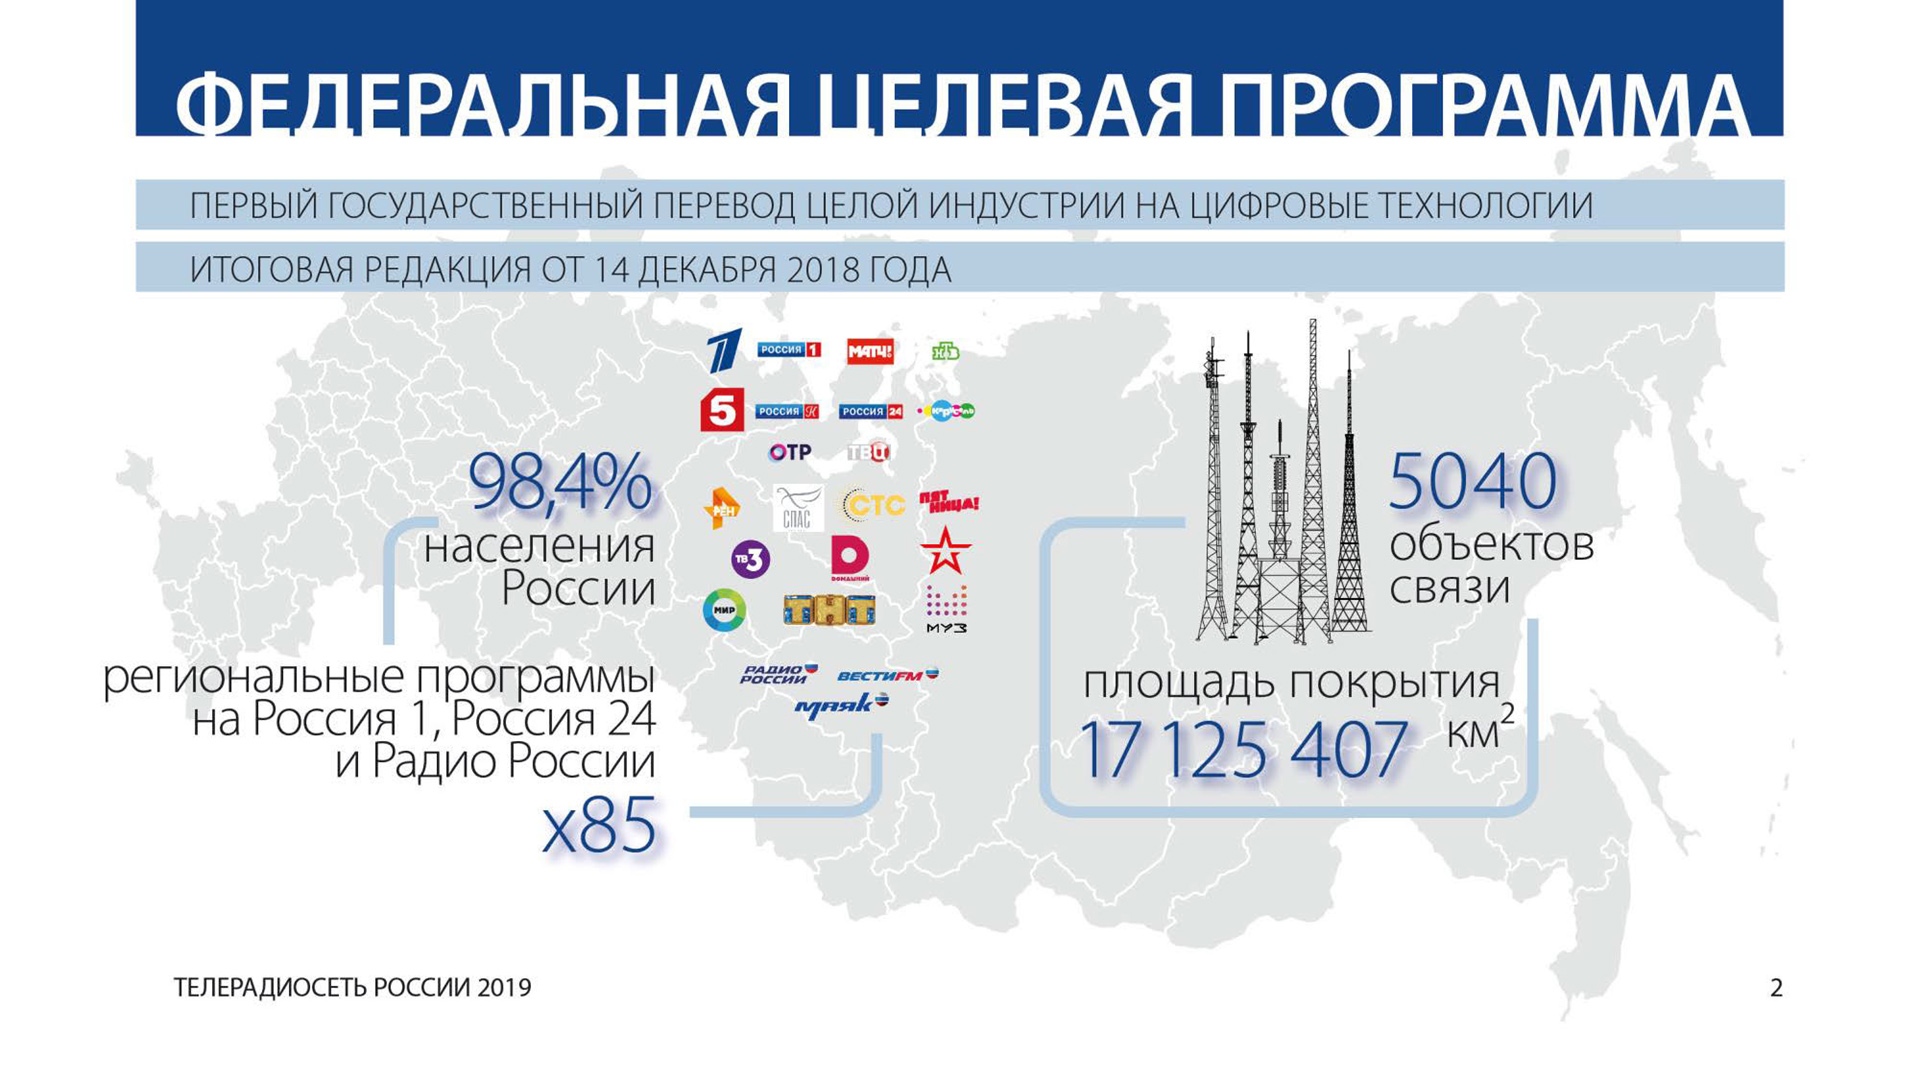 ФЕДЕРАЛЬНАЯ ЦЕЛЕВАЯ ПРОГРАММА
ПЕРВЫЙ ГОСУДАРСТВЕННЫЙ ПЕРЕВОД ЦЕЛОЙ ИНДУСТРИИ НА ЦИФРОВЫЕ ТЕХНОЛОГИИ
ИТОГОВАЯ РЕДАКЦИЯ ОТ 14 ДЕКАБРЯ 2018 ГОДА
98,4%
населения
России
региональные программы
на Россия 1, Россия 24
и Радио России
x85
1 РОССИЯ 1 МАТЧ! НТВ
5 РОССИЯ К РОССИЯ 24 карусель
ОТР ТВЦ
РЕН СПАС СТС ПЯТНИЦА!
ТВ3 Д ДОМАШНИЙ
МИР ТНТ МУЗ
РАДИО РОССИИ ВЕСТИ FM
МАЯК
5040
объектов
связи
площадь покрытия
17 125 407 км²
ТЕЛЕРАДИОСЕТЬ РОССИИ 2019
2